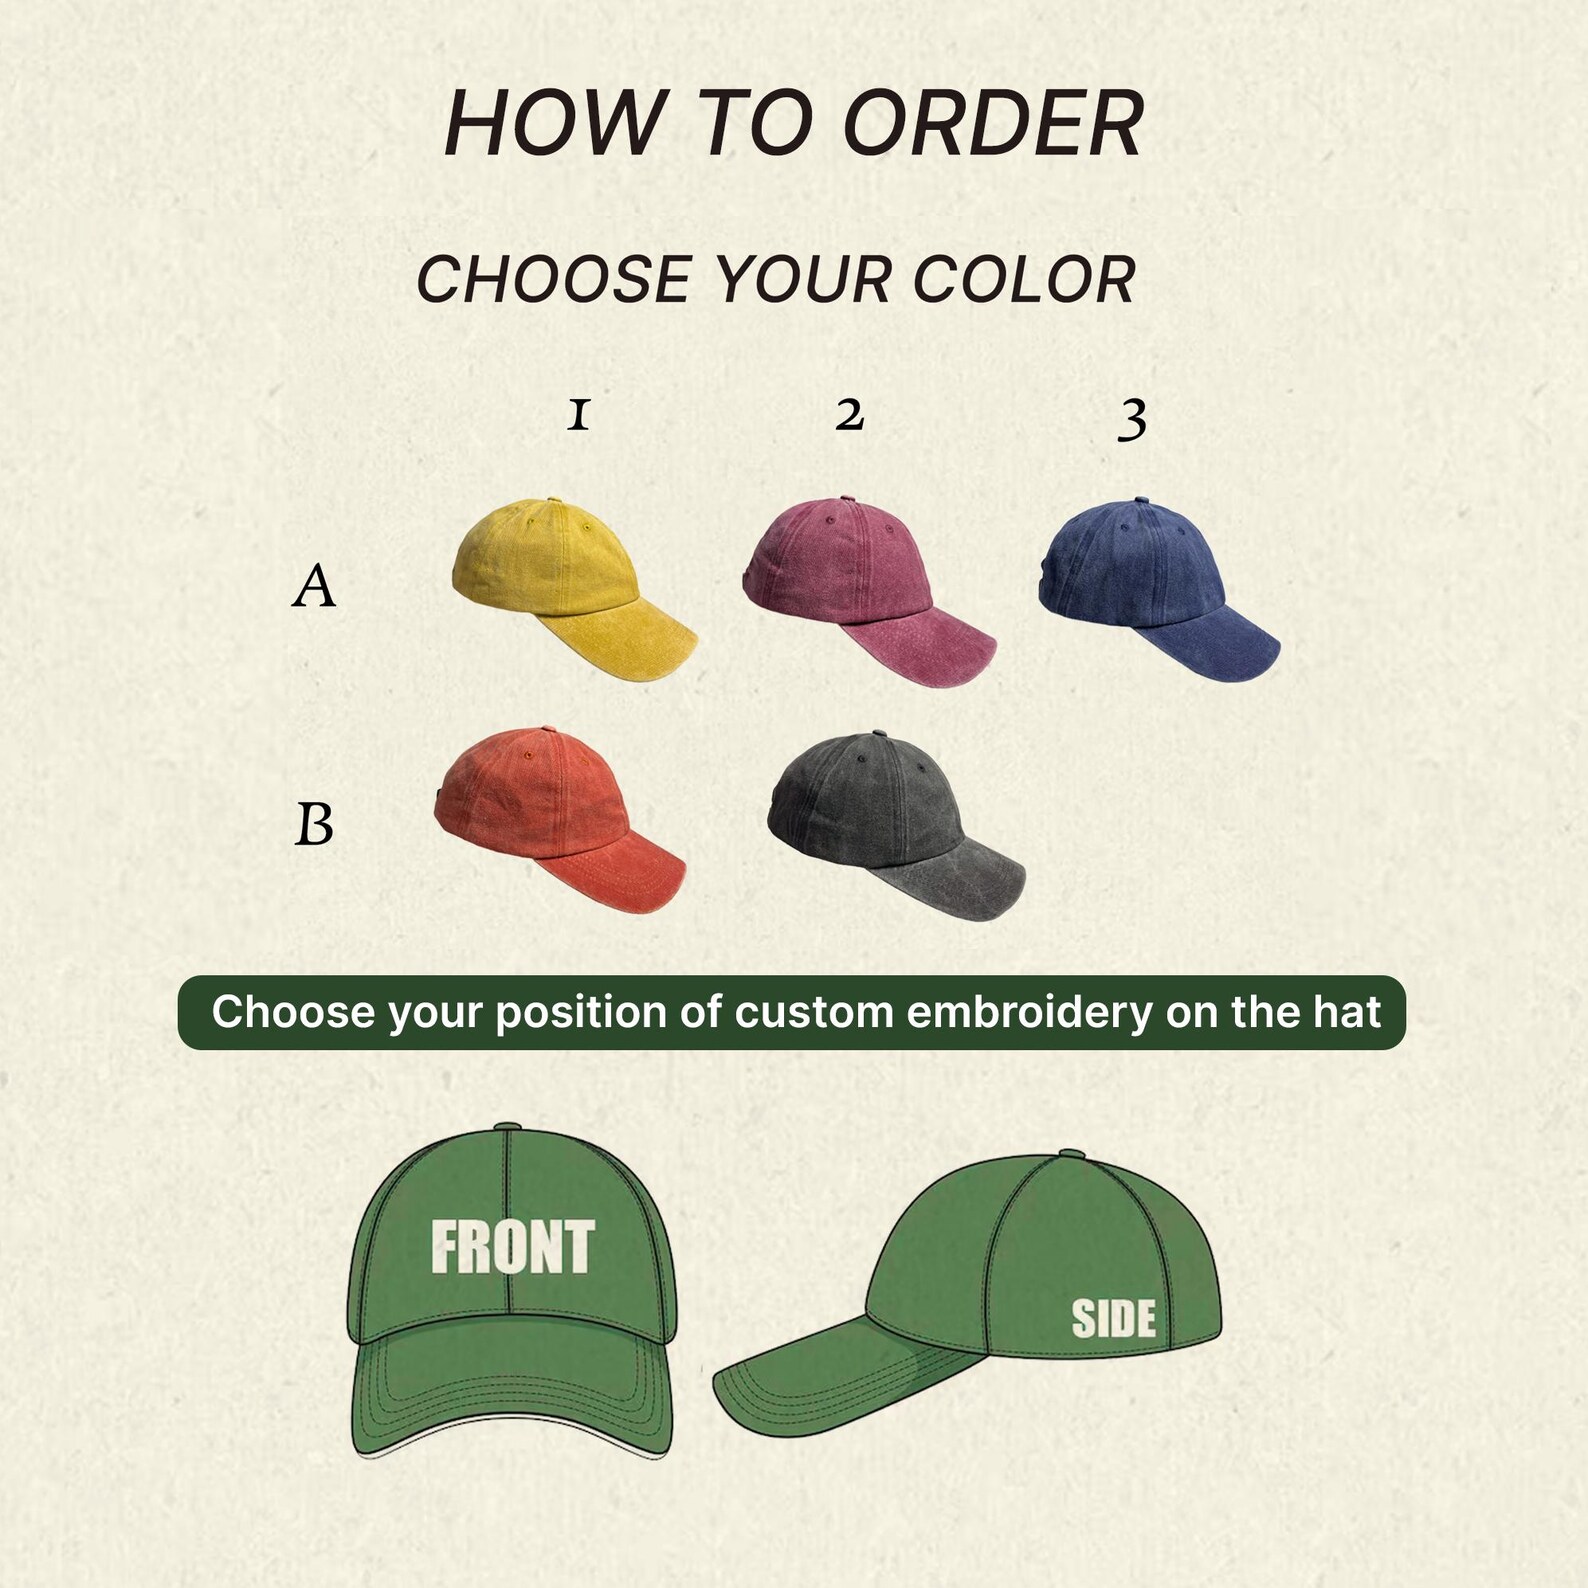 HOW TO ORDER
CHOOSE YOUR COLOR
1 2 3
A
B
Choose your position of custom embroidery on the hat
FRONT
SIDE